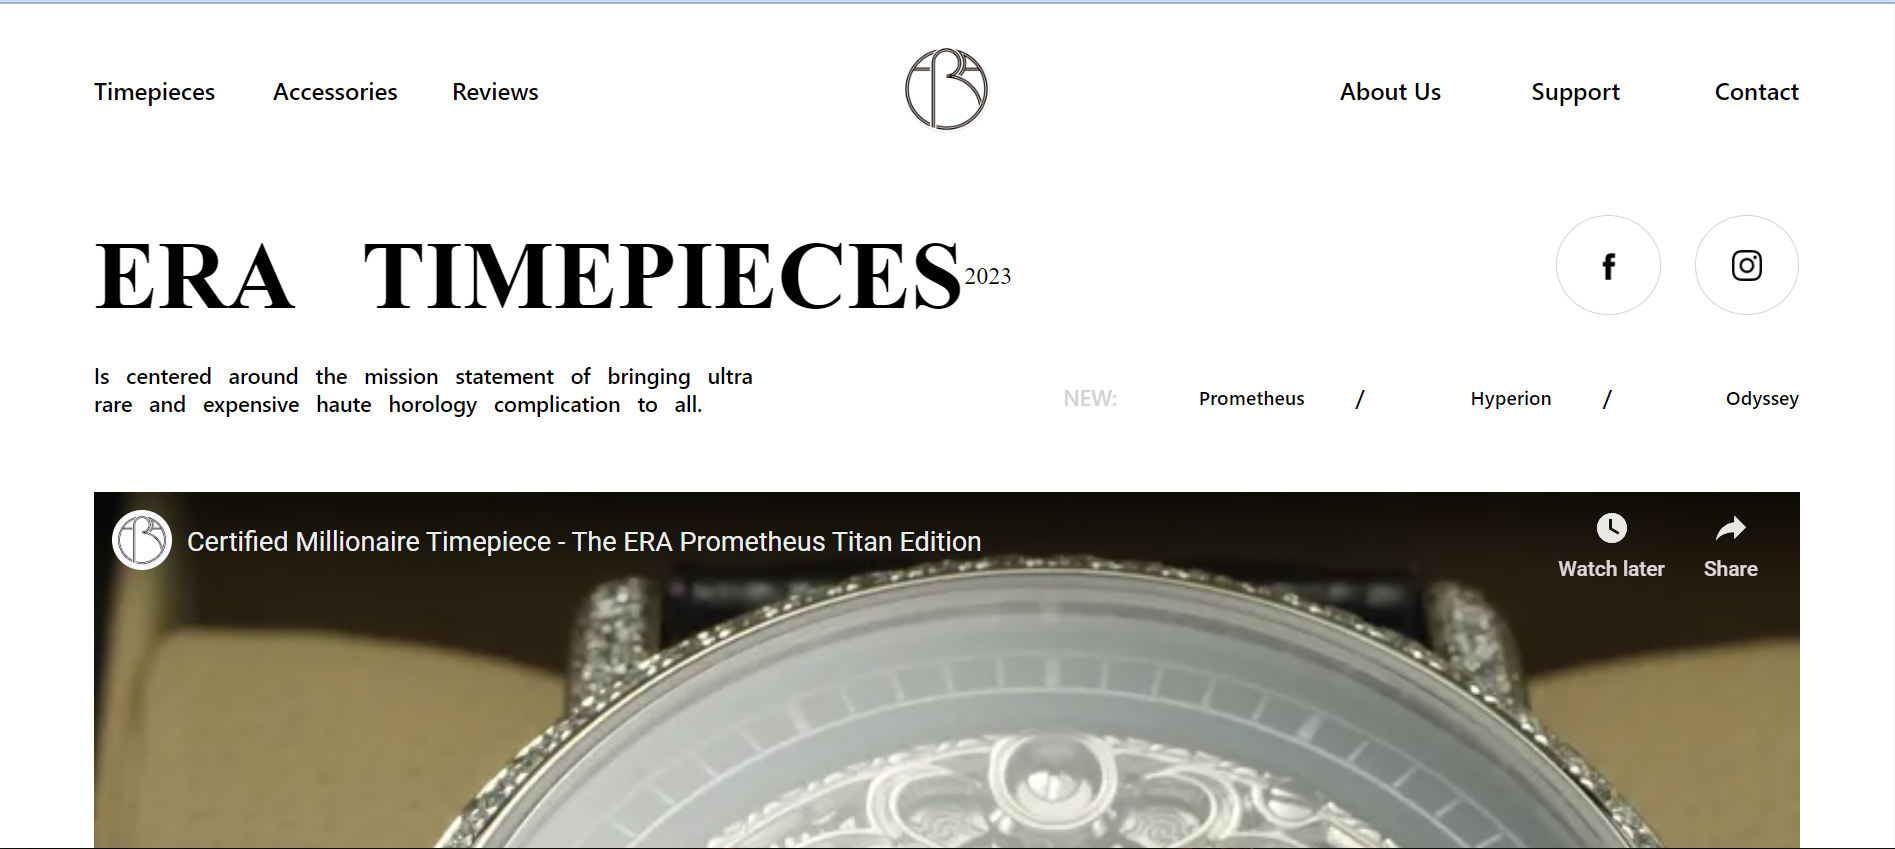 Timepieces Accessories Reviews About Us Support Contact
ERA TIMEPIECES 2023
Is centered around the mission statement of bringing ultra
rare and expensive haute horology complication to all.
NEW: Prometheus / Hyperion / Odyssey
Certified Millionaire Timepiece - The ERA Prometheus Titan Edition
Watch later Share